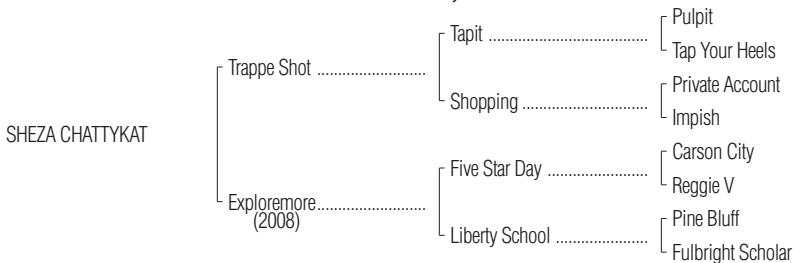 Pulpit
Tapit ................................................
Tap Your Heels
Trappe Shot .........................
Private Account
Shopping .............................
Impish
SHEZA CHATTYKAT
Carson City
Five Star Day .......................
Reggie V
Exploremore.........................
(2008)
Pine Bluff
Liberty School .....................
Fulbright Scholar